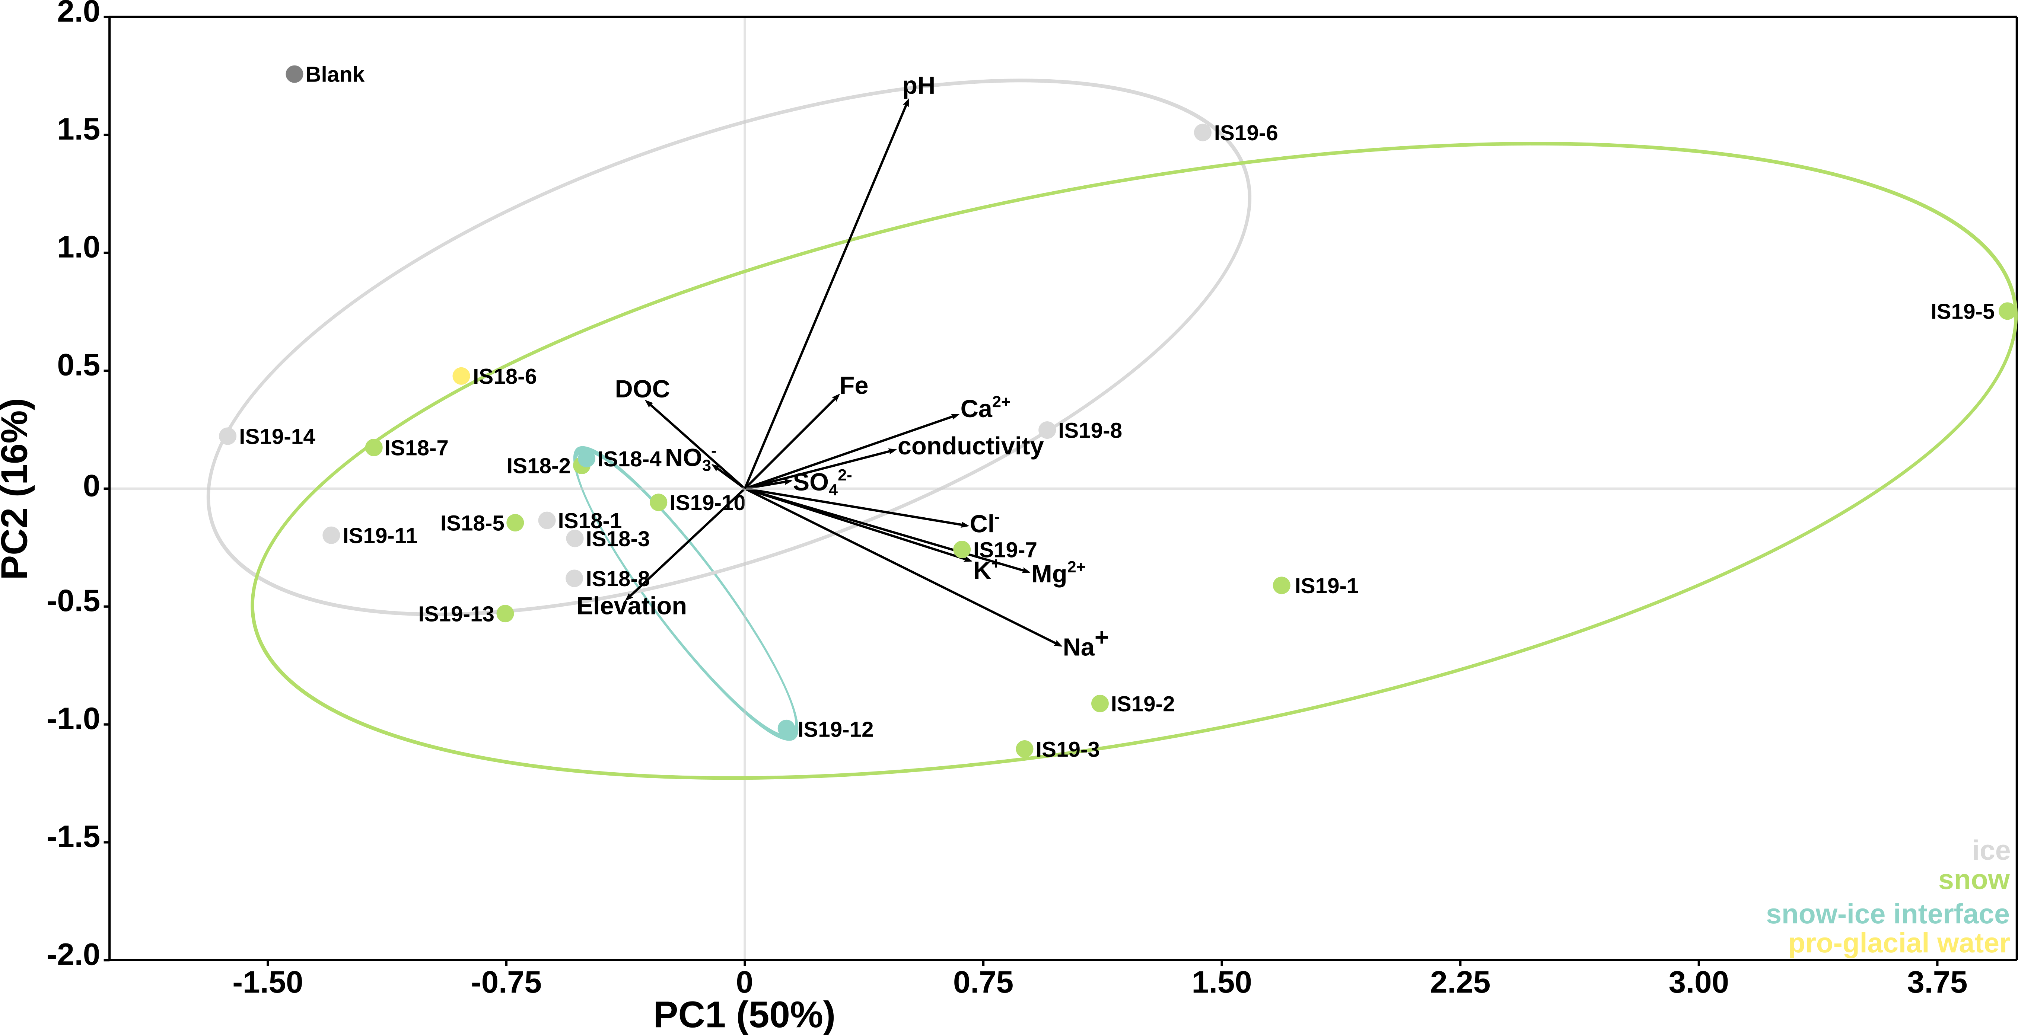 2.0
Blank
pH
1.5
IS19-6
1.0
IS19-5
0.5
IS18-6
DOC
Fe
Ca2+
IS19-14
IS18-7
IS19-8
conductivity
IS18-2
IS18-4
NO3-
SO42-
0
IS19-10
IS18-5
IS18-1
Cl-
IS19-11
IS18-3
IS19-7
K+
Mg2+
IS18-8
IS19-1
-0.5
Elevation
IS19-13
Na+
IS19-2
-1.0
IS19-12
IS19-3
-1.5
ice
snow
snow-ice interface
pro-glacial water
-2.0
-1.50
-0.75
0
0.75
1.50
2.25
3.00
3.75
PC1 (50%)
PC2 (16%)